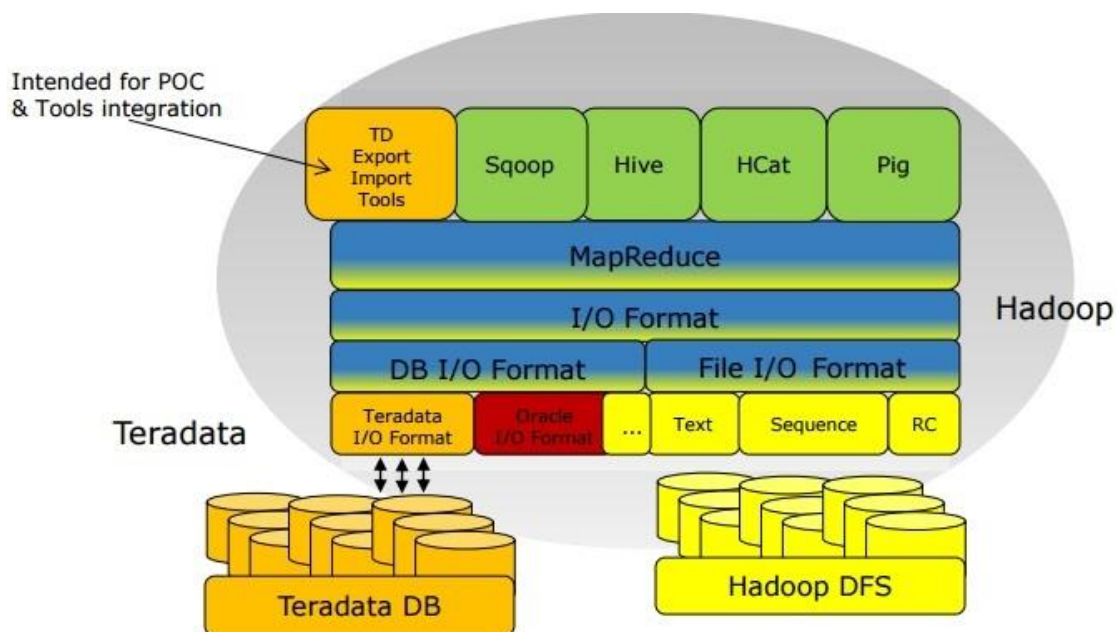 Intended for POC
& Tools integration
TD
Export
Import
Tools
Sqoop
Hive
HCat
Pig
MapReduce
I/O Format
Hadoop
DB I/O Format
File I/O Format
Teradata
Teradata
I/O Format
Oracle
I/O Format
...
Text
Sequence
RC
Teradata DB
Hadoop DFS